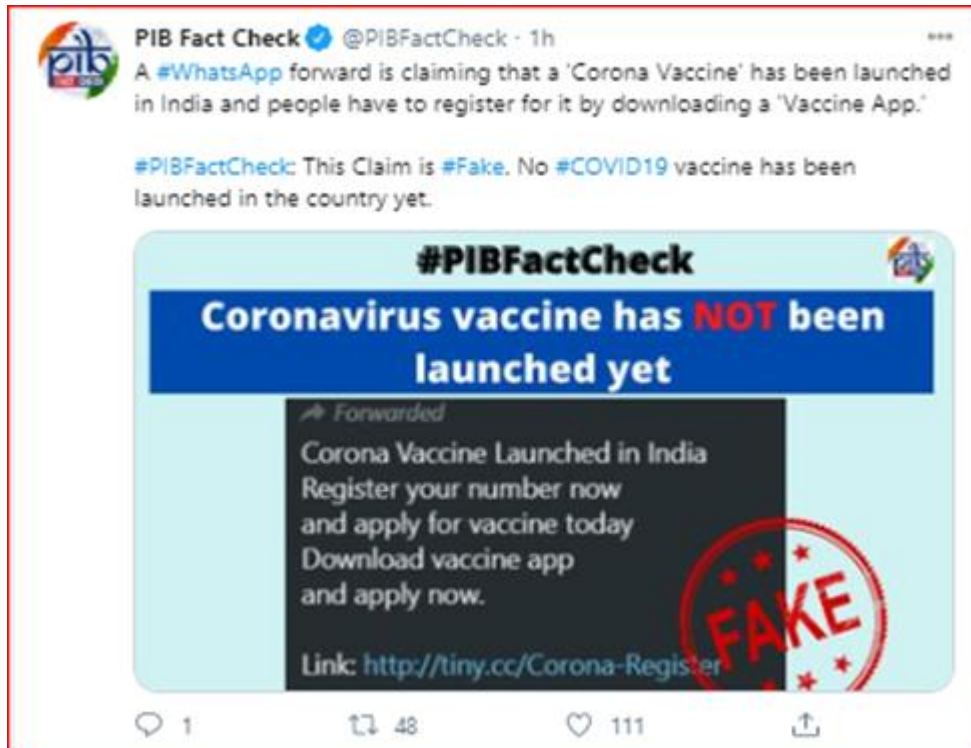 PIB Fact Check @PIBFactCheck · 1h
A #WhatsApp forward is claiming that a 'Corona Vaccine' has been launched
in India and people have to register for it by downloading a 'Vaccine App.'
#PIBFactCheck: This Claim is #Fake. No #COVID19 vaccine has been
launched in the country yet.
#PIBFactCheck
Coronavirus vaccine has NOT been
launched yet
Forwarded
Corona Vaccine Launched in India
Register your number now
and apply for vaccine today
Download vaccine app
and apply now.
Link: http://tiny.cc/Corona-Register
FAKE
1 48 111